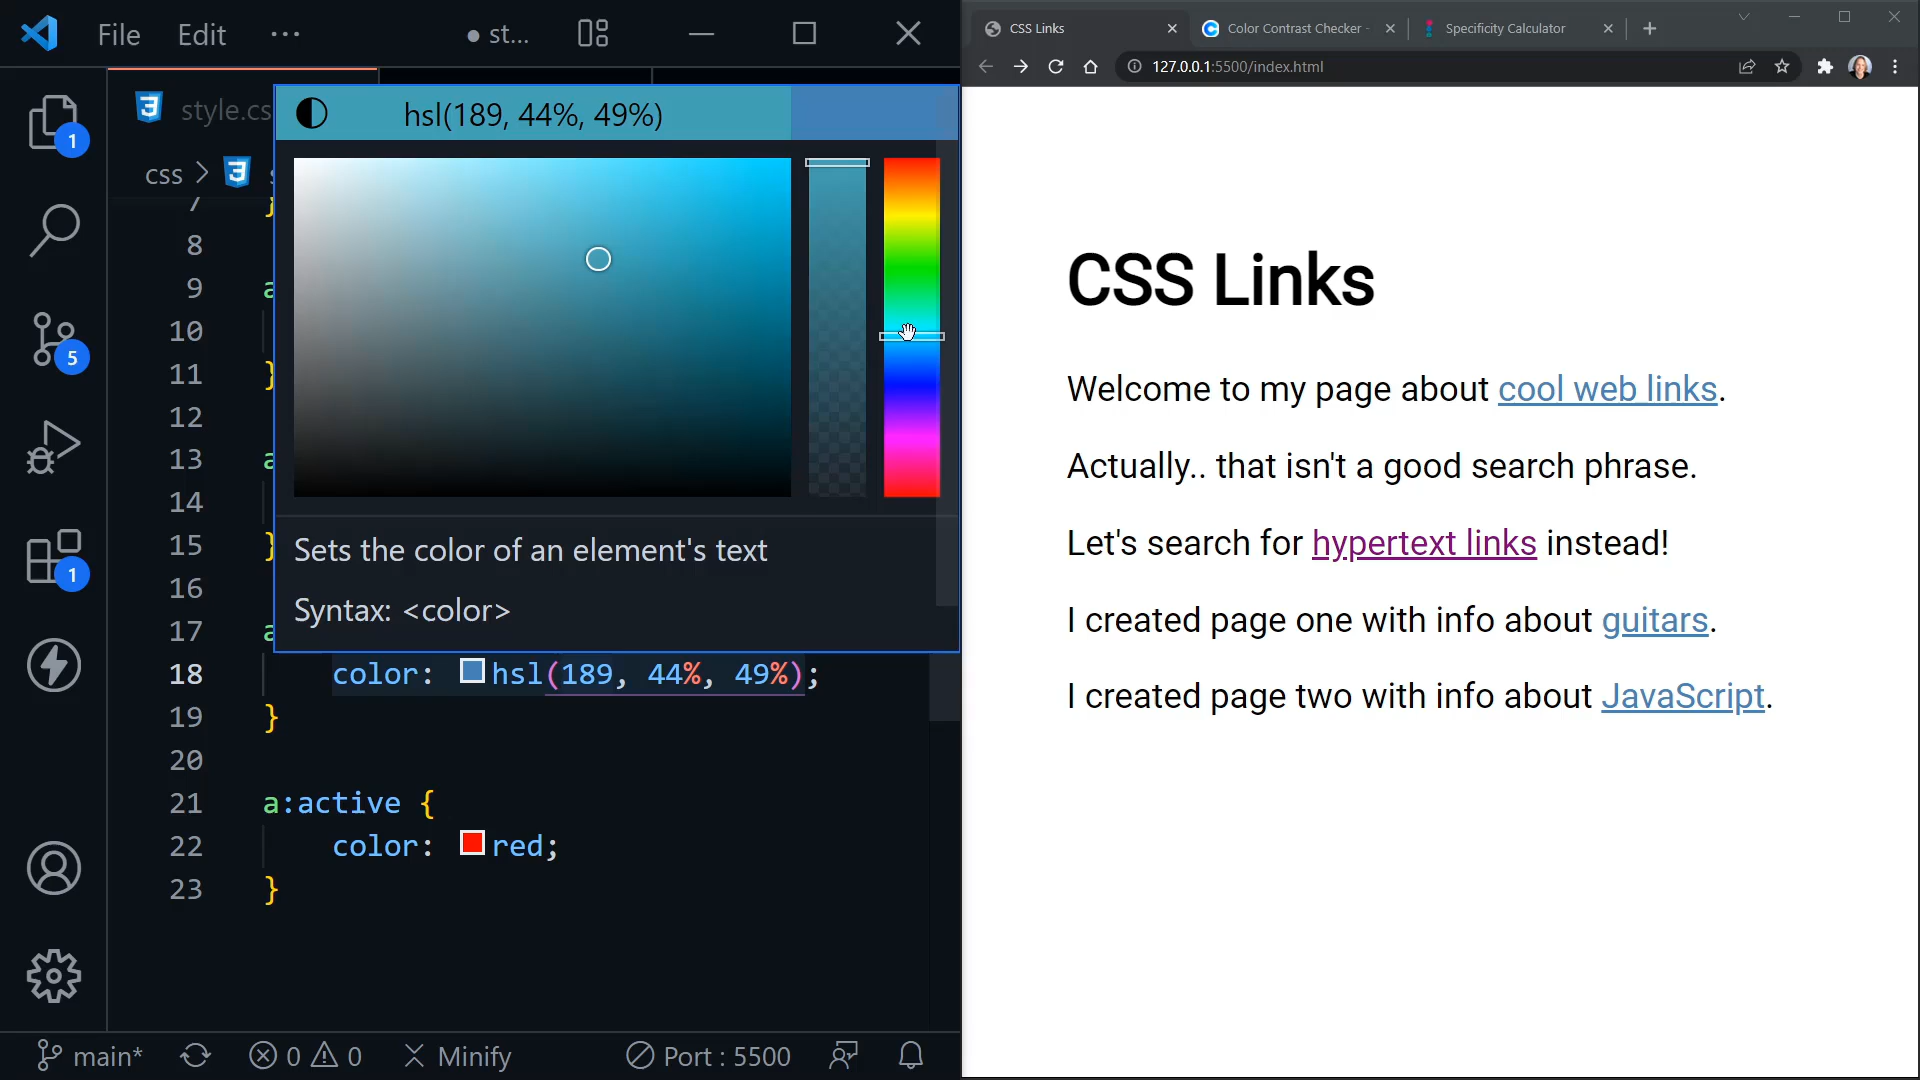 File Edit ··· ● st...
style.cs
css >
hsl(189, 44%, 49%)
Sets the color of an element's text
Syntax: <color>
7 }
8
9 a
10
11 }
12
13 a
14
15 }
16
17 a
18 color: hsl(189, 44%, 49%);
19 }
20
21 a:active {
22 color: red;
23 }
1
5
1
main* 0 0 Minify Port : 5500
CSS Links Color Contrast Checker - Specificity Calculator
127.0.0.1:5500/index.html
CSS Links
Welcome to my page about cool web links.
Actually.. that isn't a good search phrase.
Let's search for hypertext links instead!
I created page one with info about guitars.
I created page two with info about JavaScript.